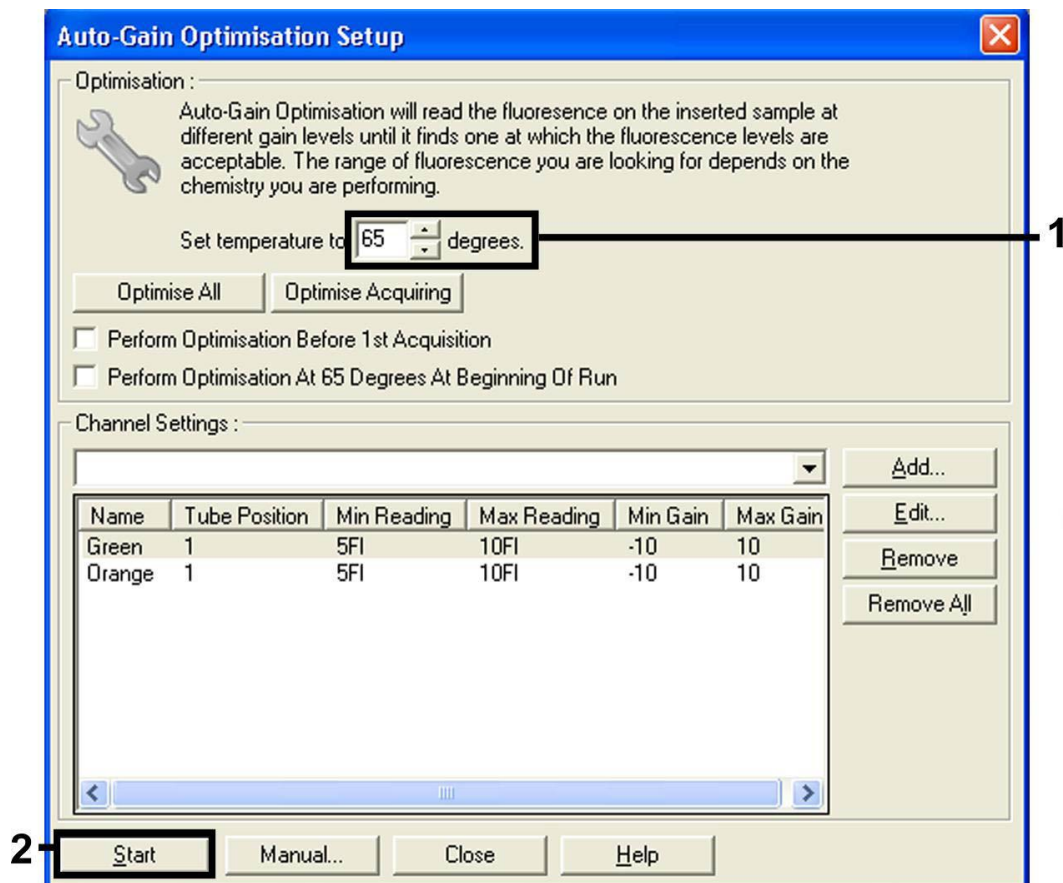 Auto-Gain Optimisation Setup
Optimisation :
Auto-Gain Optimisation will read the fluoresence on the inserted sample at
different gain levels until it finds one at which the fluorescence levels are
acceptable. The range of fluorescence you are looking for depends on the
chemistry you are performing.
Set temperature to 65 degrees.
1
Optimise All Optimise Acquiring
Perform Optimisation Before 1st Acquisition
Perform Optimisation At 65 Degrees At Beginning Of Run
Channel Settings :
Add...
Name Tube Position Min Reading Max Reading Min Gain Max Gain
Edit...
Green 1 5Fl 10Fl -10 10
Orange 1 5Fl 10Fl -10 10
Remove
Remove All
2
Start Manual... Close Help